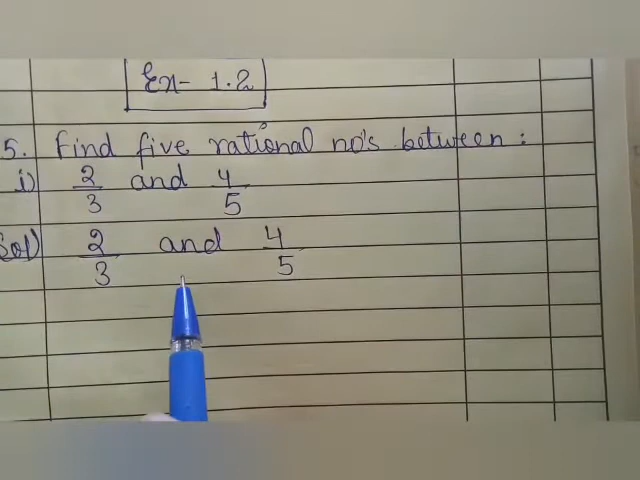 Ex- 1.2
5. Find five rational no's between:
i) 2/3 and 4/5
Sol) 2/3 and 4/5